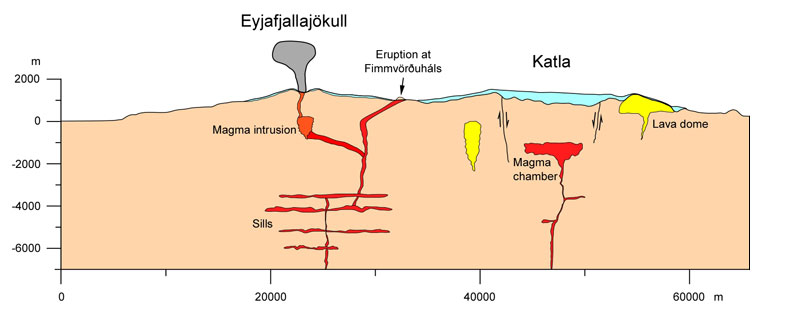 Eyjafjallajökull
Eruption at
Fimmvörðuháls
Katla
m
2000
0
-2000
-4000
-6000
Magma intrusion
Lava dome
Magma
chamber
Sills
0
20000
40000
60000
m